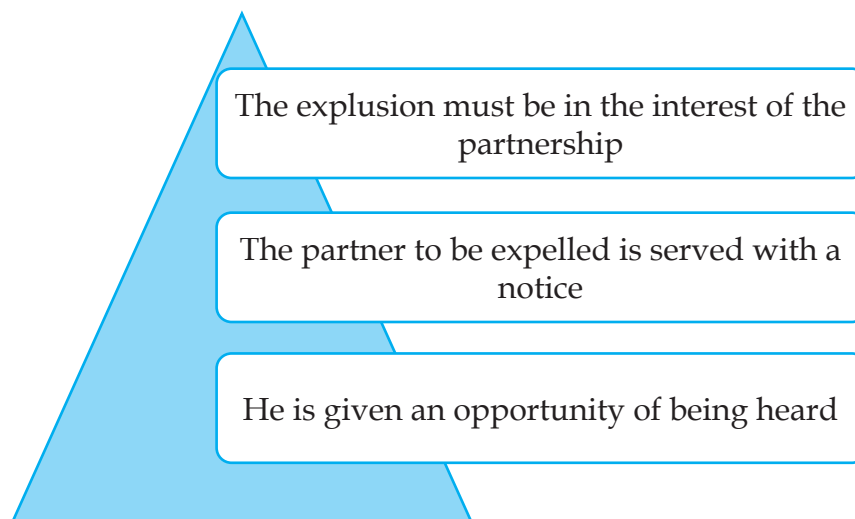 The explusion must be in the interest of the
partnership
The partner to be expelled is served with a
notice
He is given an opportunity of being heard